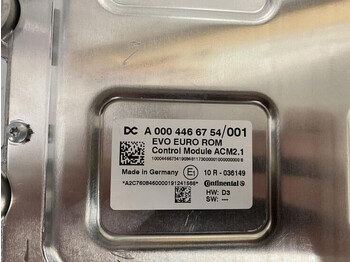 DC A 000 446 67 54/001
EVO EURO ROM
Control Module ACM2.1
Made in Germany E1 10 R - 036149
*A2C7608460000191241566* Continental
HW: D3
SW: ---